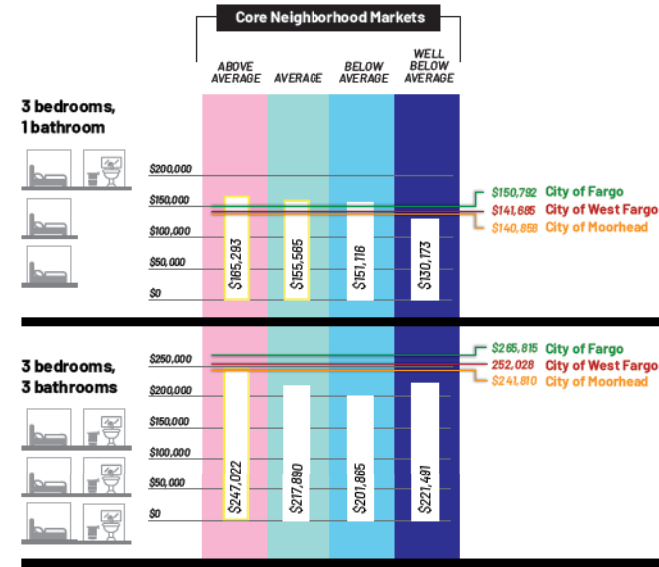 Core Neighborhood Markets
ABOVE AVERAGE
AVERAGE
BELOW AVERAGE
WELL BELOW AVERAGE
3 bedrooms,
1 bathroom
$200,000
$150,000
$100,000
$50,000
$0
$165,283
$155,565
$151,116
$130,173
$150,792 City of Fargo
$141,685 City of West Fargo
$140,858 City of Moorhead
3 bedrooms,
3 bathrooms
$250,000
$200,000
$150,000
$100,000
$50,000
$0
$247,022
$217,890
$201,865
$221,491
$265,815 City of Fargo
252,028 City of West Fargo
$241,810 City of Moorhead